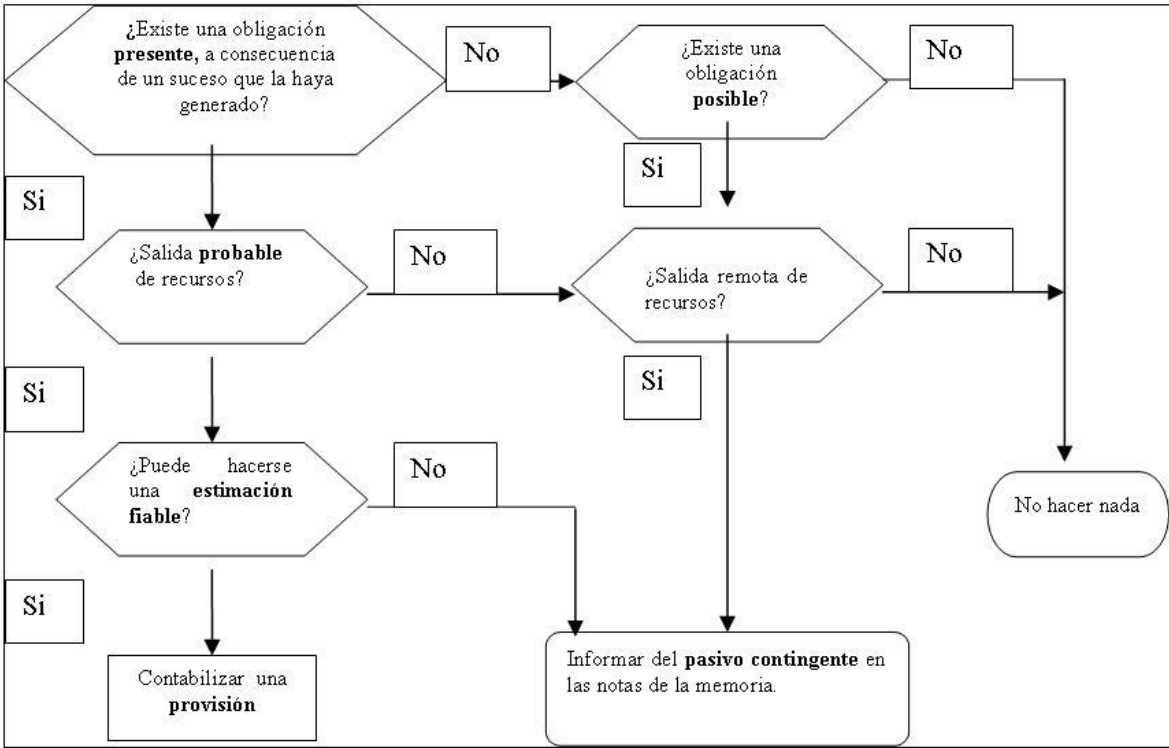 ¿Existe una obligación
presente, a consecuencia
de un suceso que la haya
generado?
No
¿Existe una
obligación
posible?
No
Si
Si
¿Salida probable
de recursos?
No
¿Salida remota de
recursos?
No
Si
Si
¿Puede hacerse
una estimación
fiable?
No
No hacer nada
Si
Contabilizar una
provisión
Informar del pasivo contingente en
las notas de la memoria.